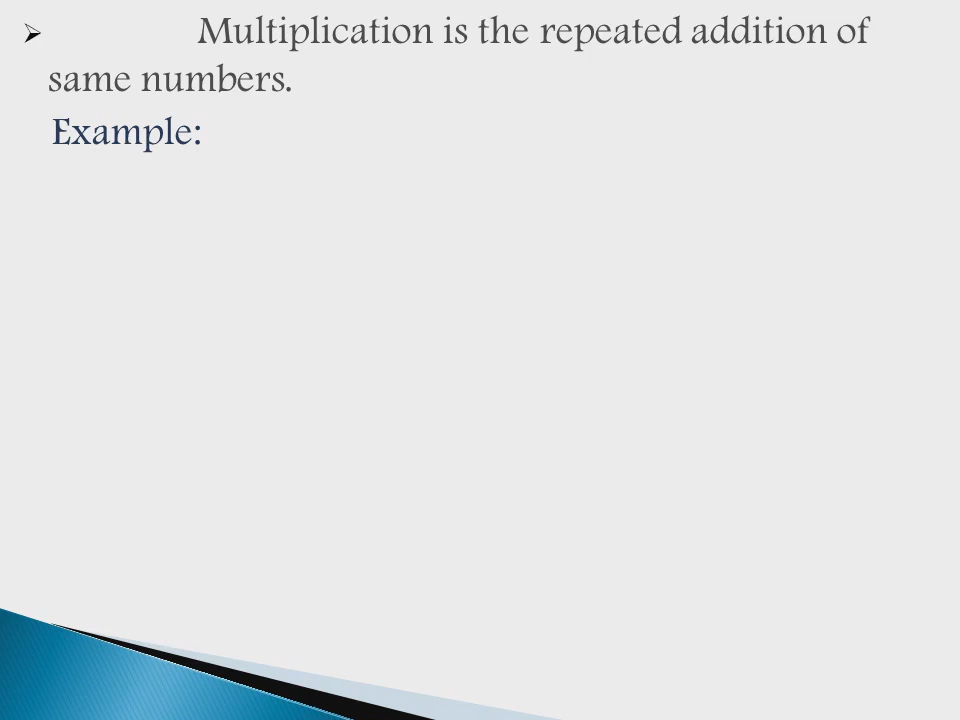 Multiplication is the repeated addition of
same numbers.
Example: